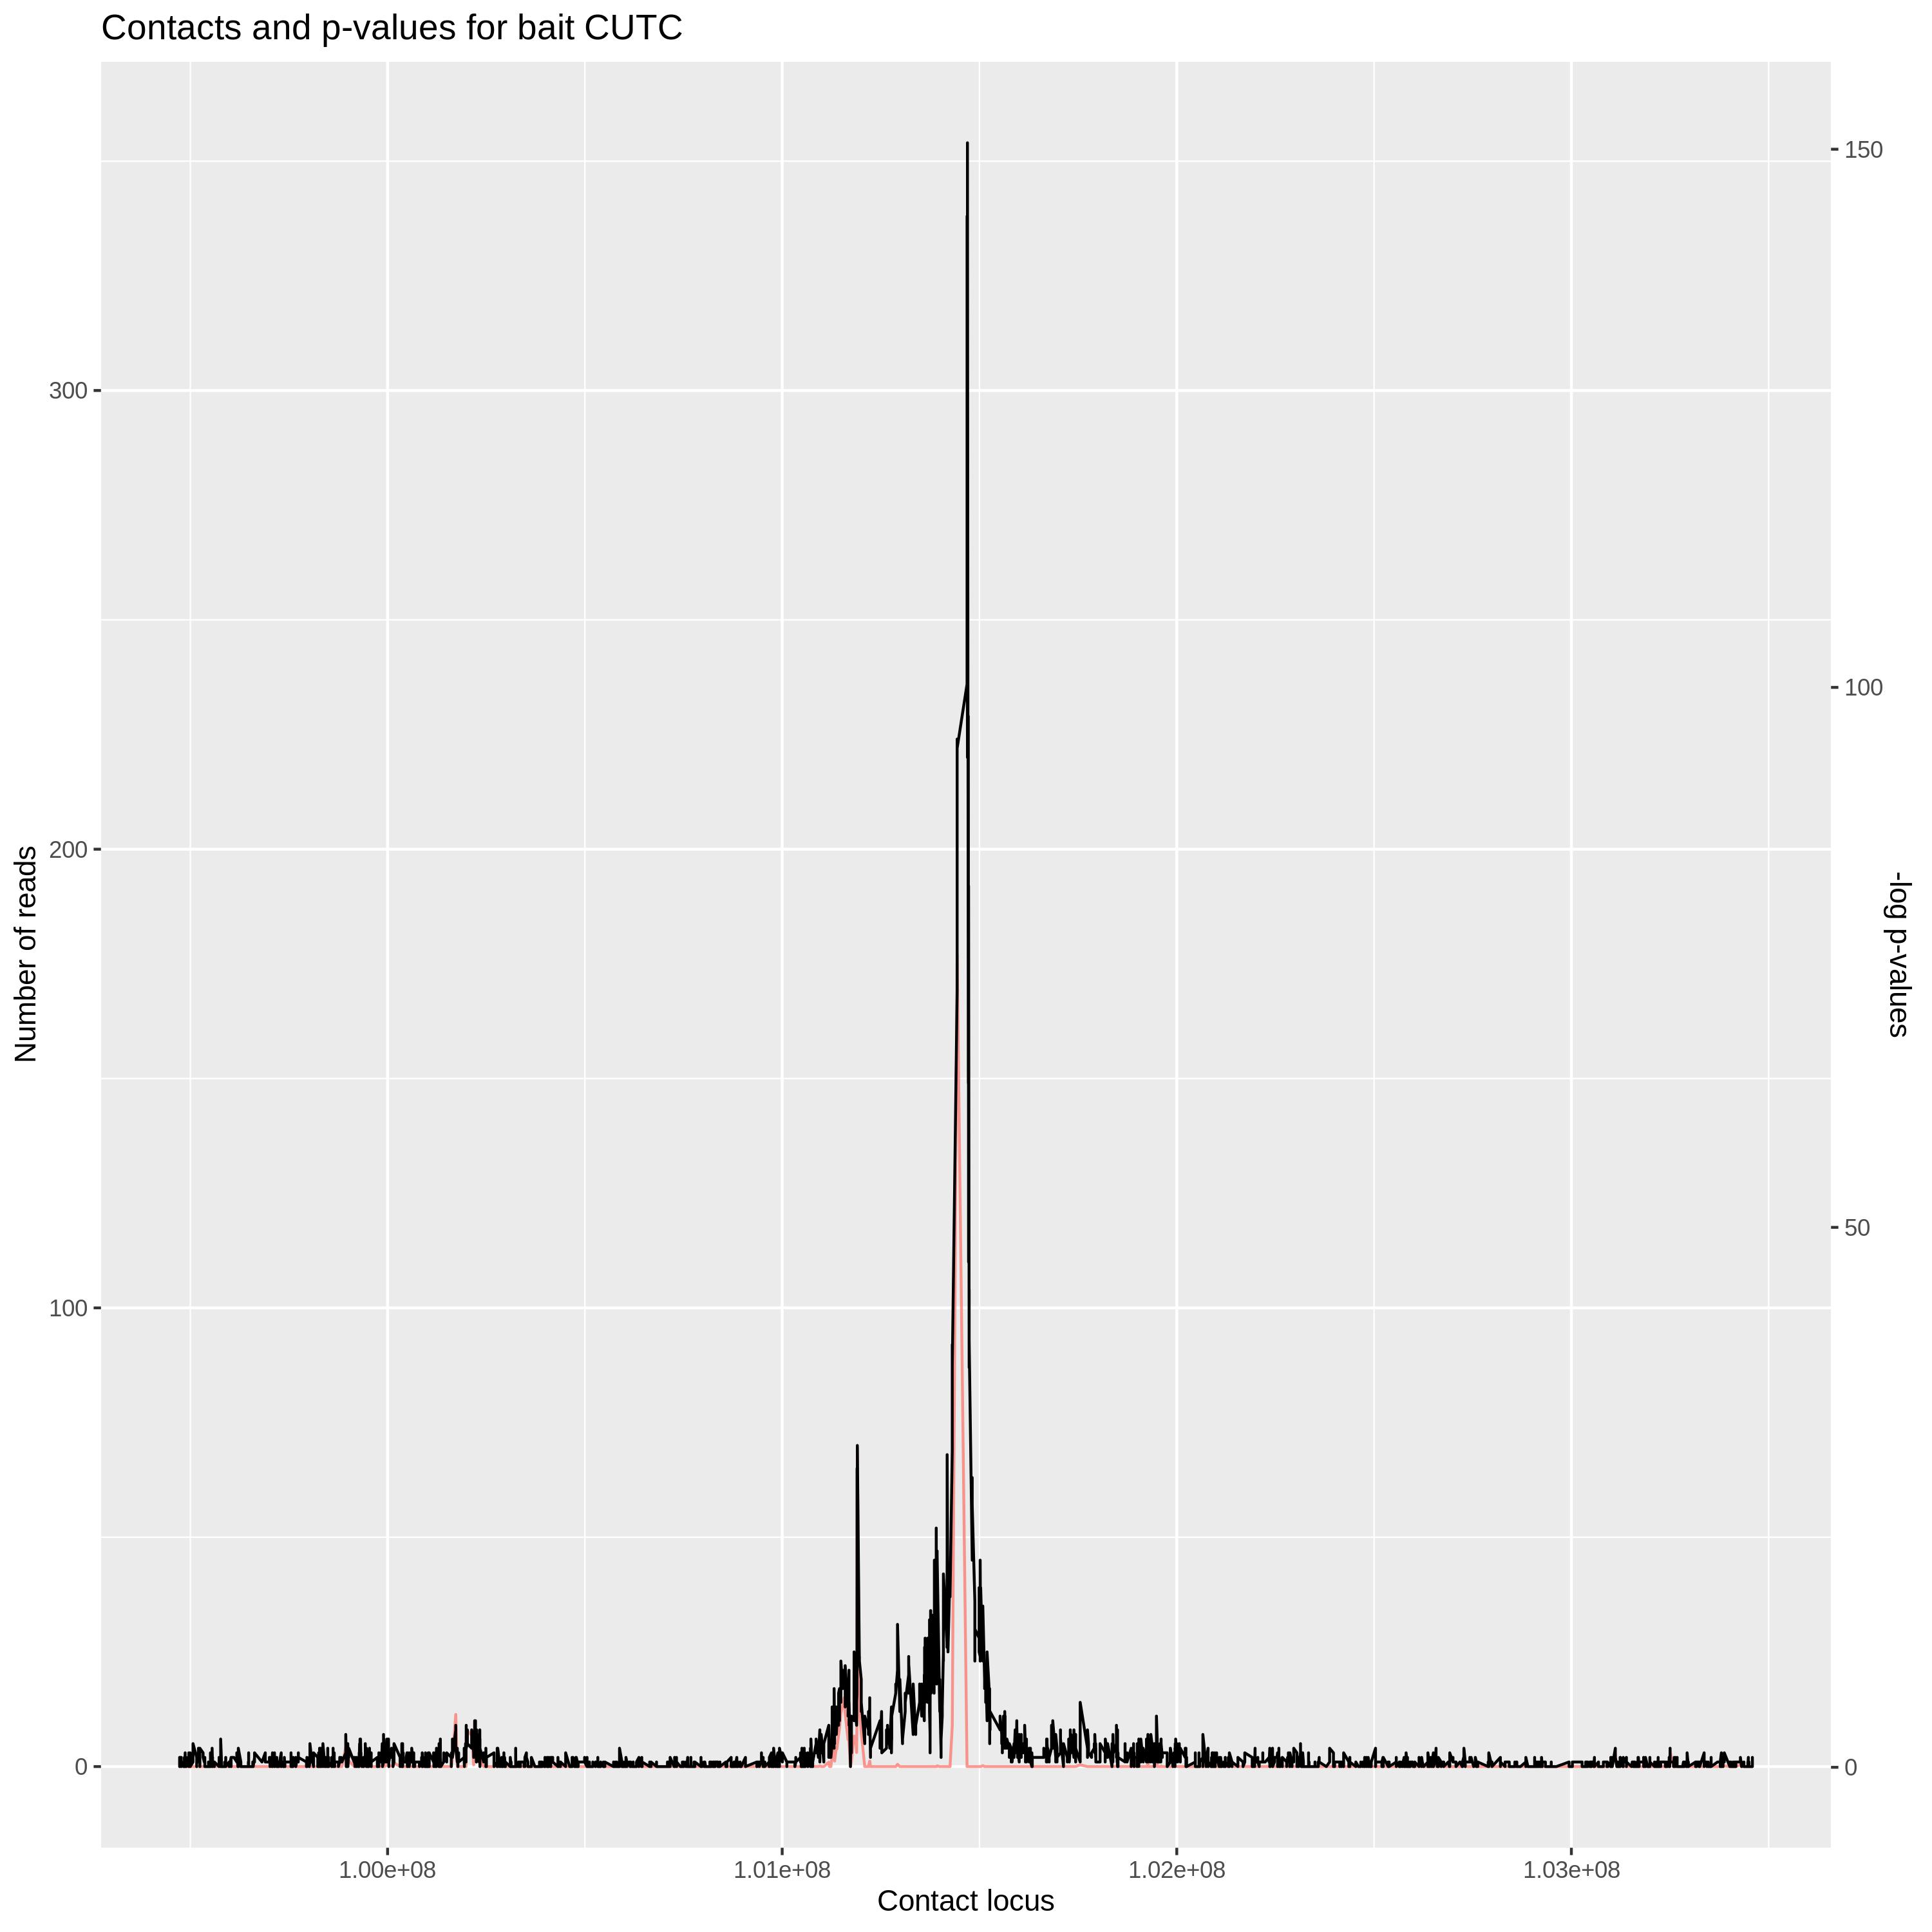 Contacts and p-values for bait CUTC
Number of reads
300
200
100
0
150
100
50
0
-log p-values
1.00e+08
1.01e+08
1.02e+08
1.03e+08
Contact locus